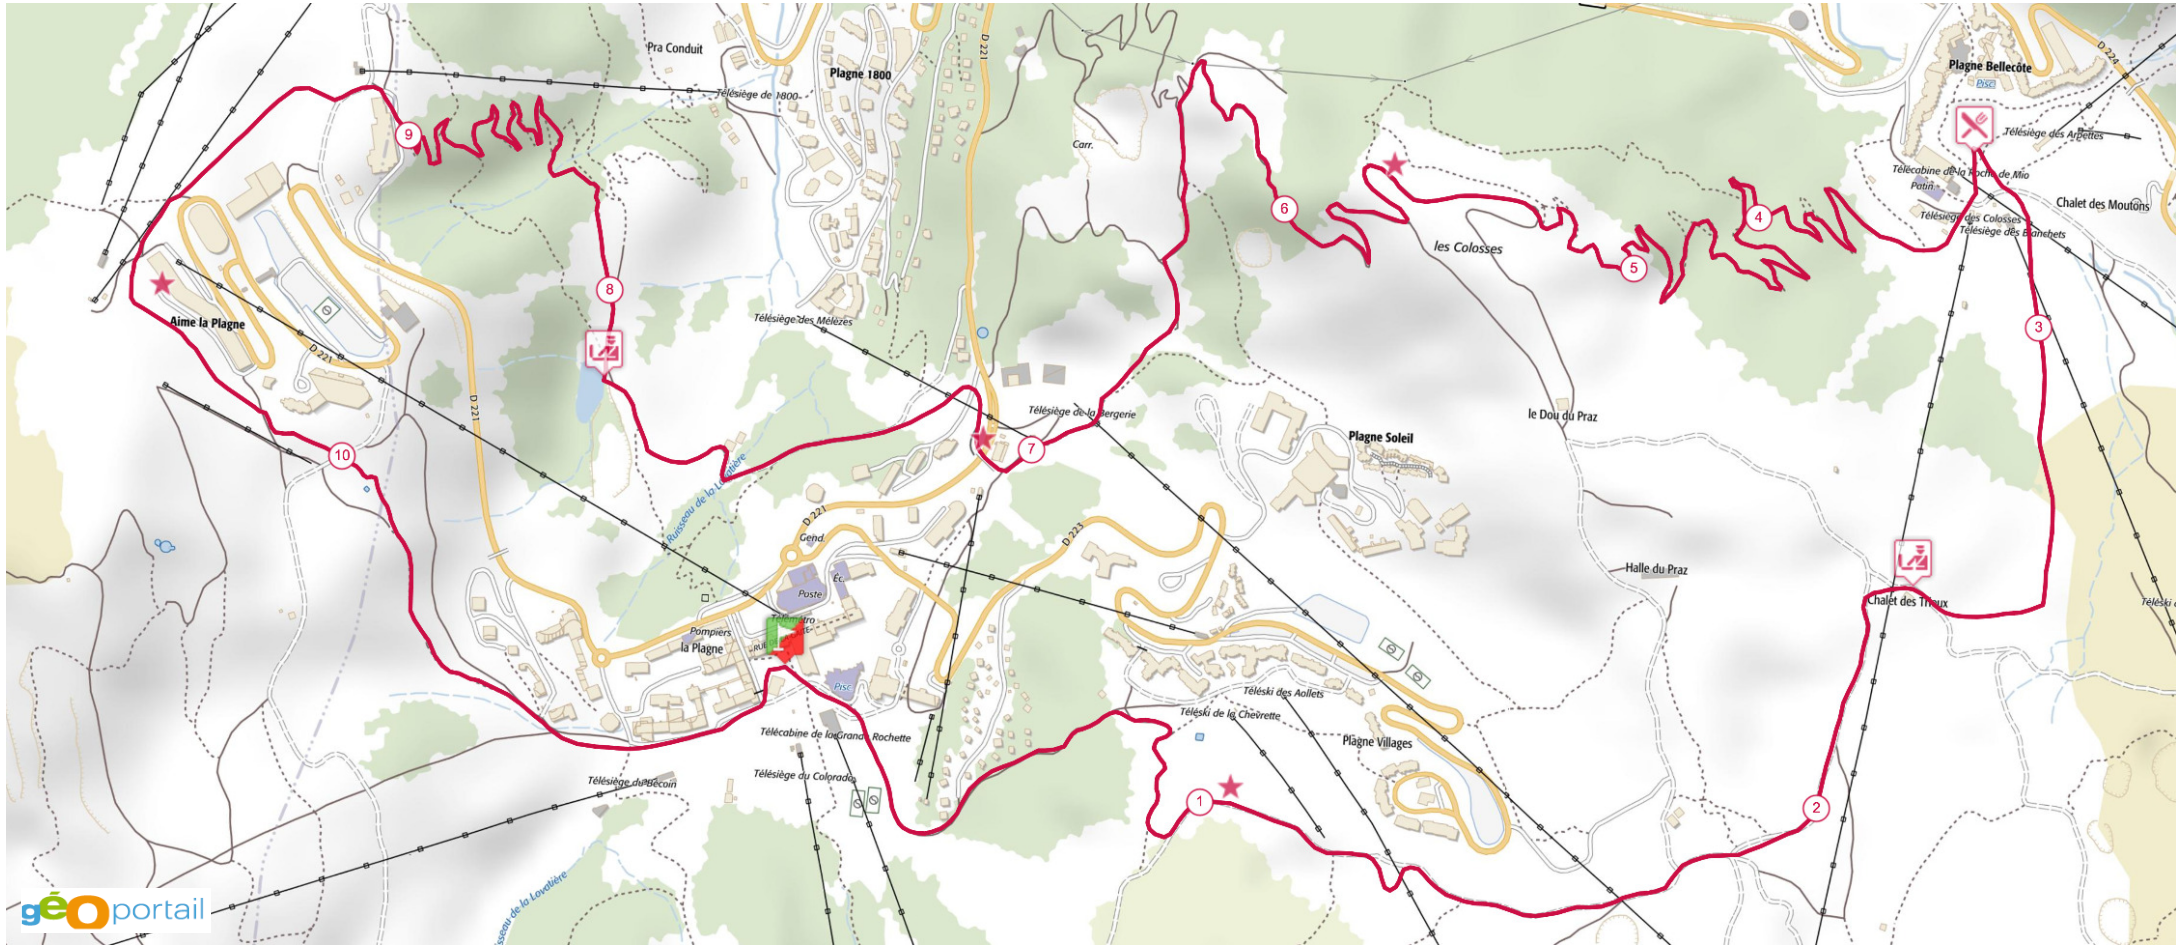 Pra Conduit
Plagne 1800
Télésiège de 1800
D 221
Carr.
Plagne Bellecôte
Pisc.
D 224
Télésiège des Arpettes
Télécabine de la Roche de Mio
Patin.
Chalet des Moutons
Télésiège des Colosses
Télésiège des Blanchets
9
6
4
5
les Colosses
8
3
Aime la Plagne
D 221
Télésiège des Mélèzes
D 221
Télésiège de la Bergerie
le Dou du Praz
Plagne Soleil
7
10
Ruisseau de la Lovatière
D 221
Gend.
D 223
Halle du Praz
Éc.
Poste
Chalet des Trieux
Télémétro
Pompiers
la Plagne
Pisc.
Téléski des Aollets
Téléski de la Chevrette
Télécabine de la Grande Rochette
Plagne Villages
Télésiège du Bécoin
Télésiège du Colorado
1
2
Ruisseau de la Lovatière
géoportail